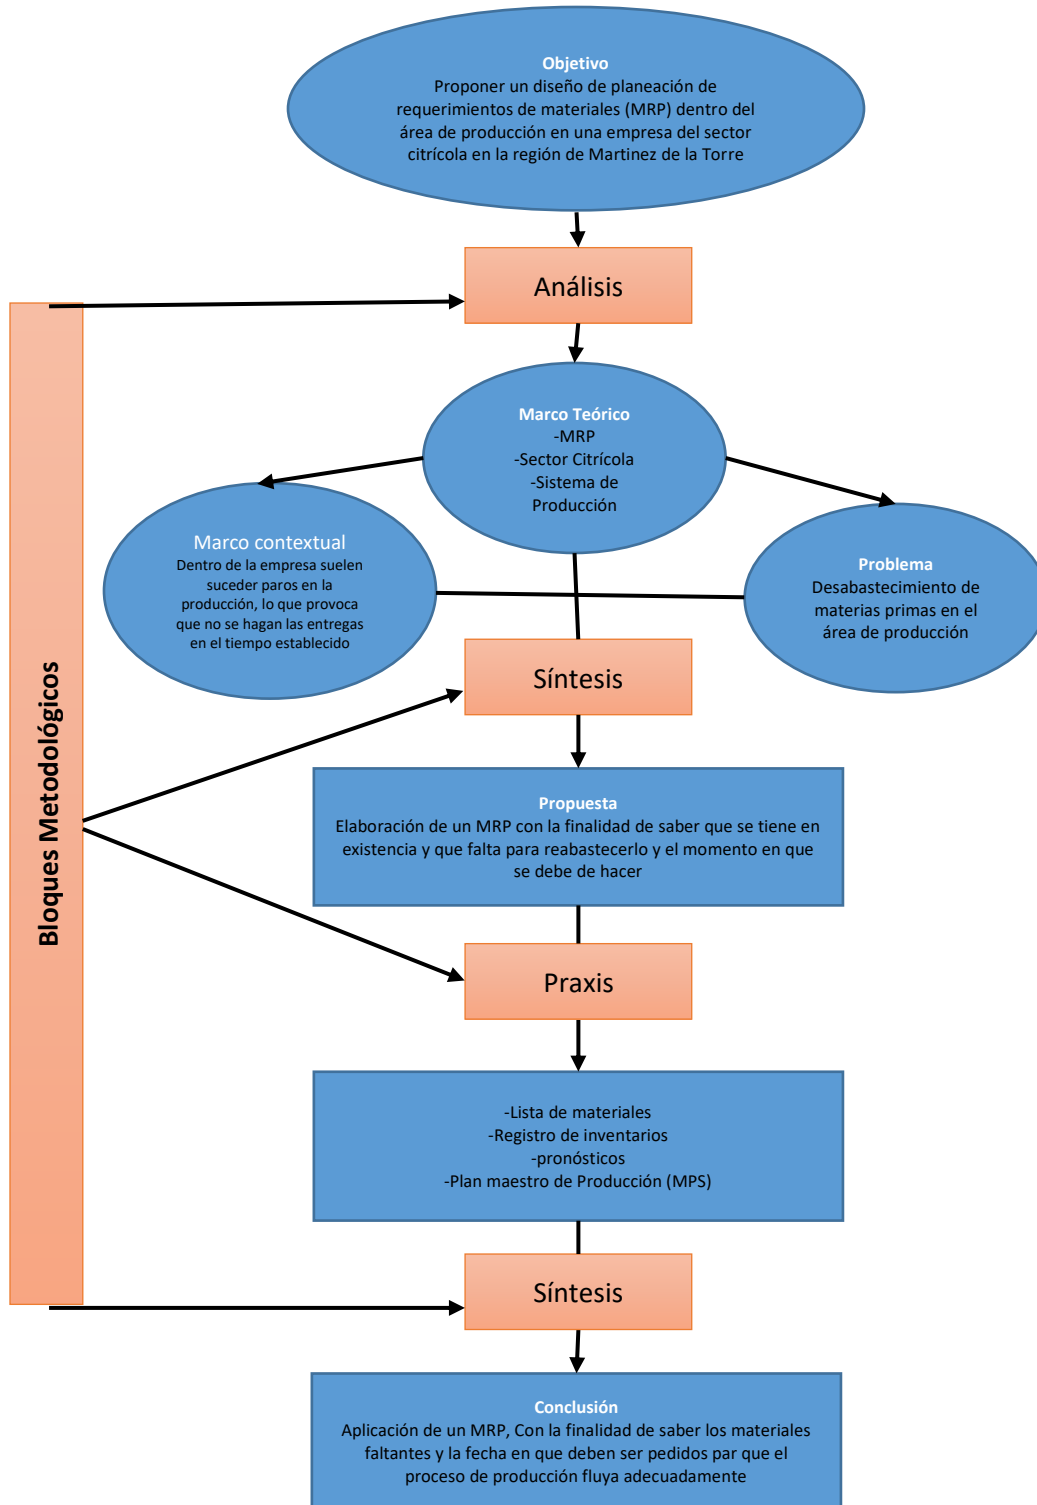 Objetivo
Proponer un diseño de planeación de
requerimientos de materiales (MRP) dentro del
área de producción en una empresa del sector
citrícola en la región de Martinez de la Torre
Análisis
Marco Teórico
-MRP
-Sector Citrícola
-Sistema de
Producción
Marco contextual
Dentro de la empresa suelen
suceder paros en la
producción, lo que provoca
que no se hagan las entregas
en el tiempo establecido
Problema
Desabastecimiento de
materias primas en el
área de producción
Bloques Metodológicos
Síntesis
Propuesta
Elaboración de un MRP con la finalidad de saber que se tiene en
existencia y que falta para reabastecerlo y el momento en que
se debe de hacer
Praxis
-Lista de materiales
-Registro de inventarios
-pronósticos
-Plan maestro de Producción (MPS)
Síntesis
Conclusión
Aplicación de un MRP, Con la finalidad de saber los materiales
faltantes y la fecha en que deben ser pedidos par que el
proceso de producción fluya adecuadamente